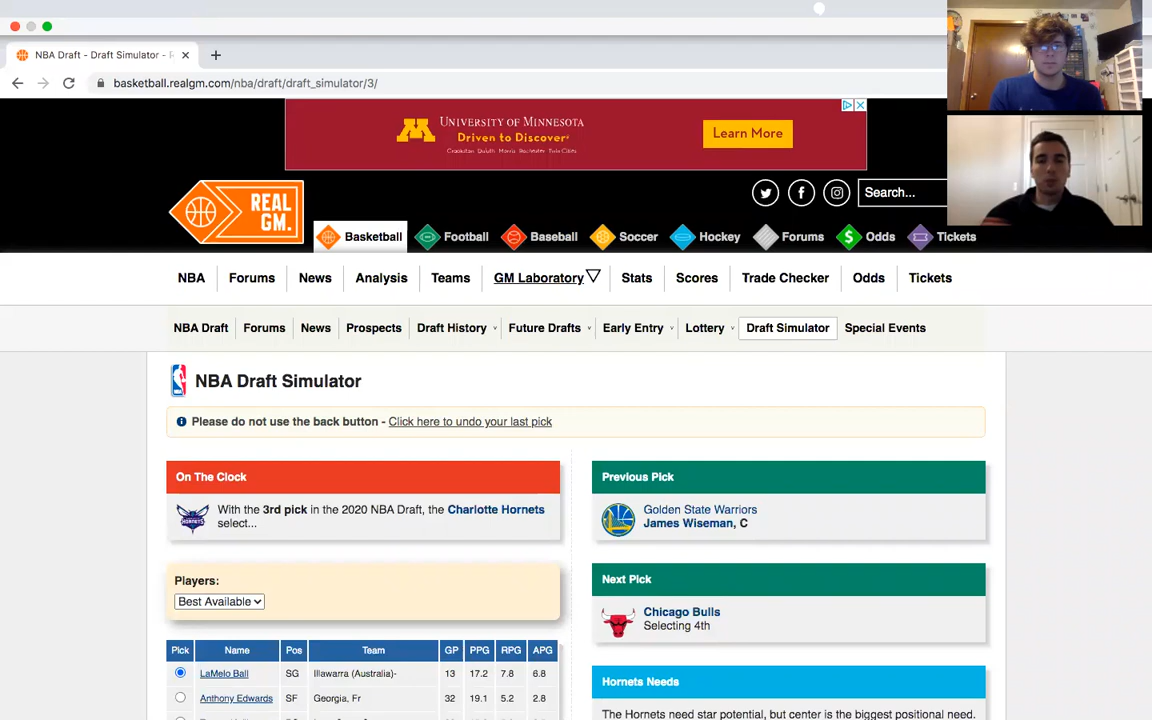 NBA Draft - Draft Simulator - R
basketball.realgm.com/nba/draft/draft_simulator/3/
UNIVERSITY OF MINNESOTA
Driven to Discover®
Crookston Duluth Morris Rochester Twin Cities
Learn More
REAL
GM.
Search...
Basketball Football Baseball Soccer Hockey Forums $ Odds Tickets
NBA Forums News Analysis Teams GM Laboratory Stats Scores Trade Checker Odds Tickets
NBA Draft Forums News Prospects Draft History Future Drafts Early Entry Lottery Draft Simulator Special Events
NBA Draft Simulator
Please do not use the back button - Click here to undo your last pick
On The Clock
With the 3rd pick in the 2020 NBA Draft, the Charlotte Hornets
select...
Previous Pick
Golden State Warriors
James Wiseman, C
Players:
Best Available
Next Pick
Chicago Bulls
Selecting 4th
Pick Name Pos Team GP PPG RPG APG
LaMelo Ball SG Illawarra (Australia)- 13 17.2 7.8 6.8
Anthony Edwards SF Georgia, Fr 32 19.1 5.2 2.8
Hornets Needs
The Hornets need star potential, but center is the biggest positional need.